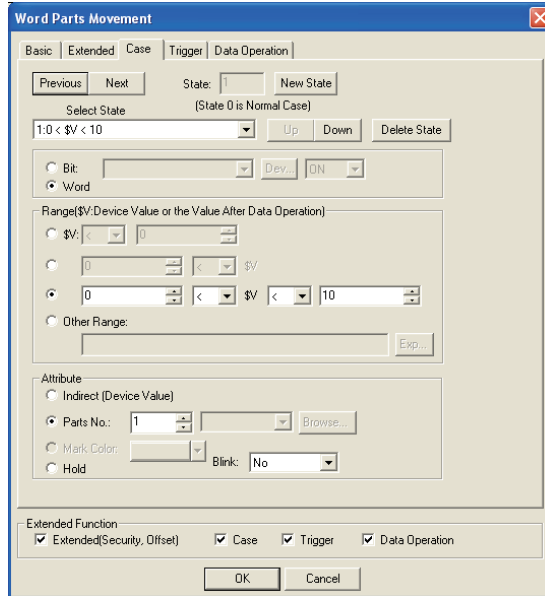 Word Parts Movement
Basic Extended Case Trigger Data Operation
Previous Next State: 1 New State
(State 0 is Normal Case)
Select State
1:0 < $V < 10 Up Down Delete State
Bit: Dev... ON
Word
Range($V:Device Value or the Value After Data Operation)
$V: < 0
0 < $V
0 < $V < 10
Other Range:
Exp...
Attribute
Indirect (Device Value)
Parts No.: 1 Browse...
Mark Color:
Blink: No
Hold
Extended Function
Extended(Security, Offset) Case Trigger Data Operation
OK Cancel